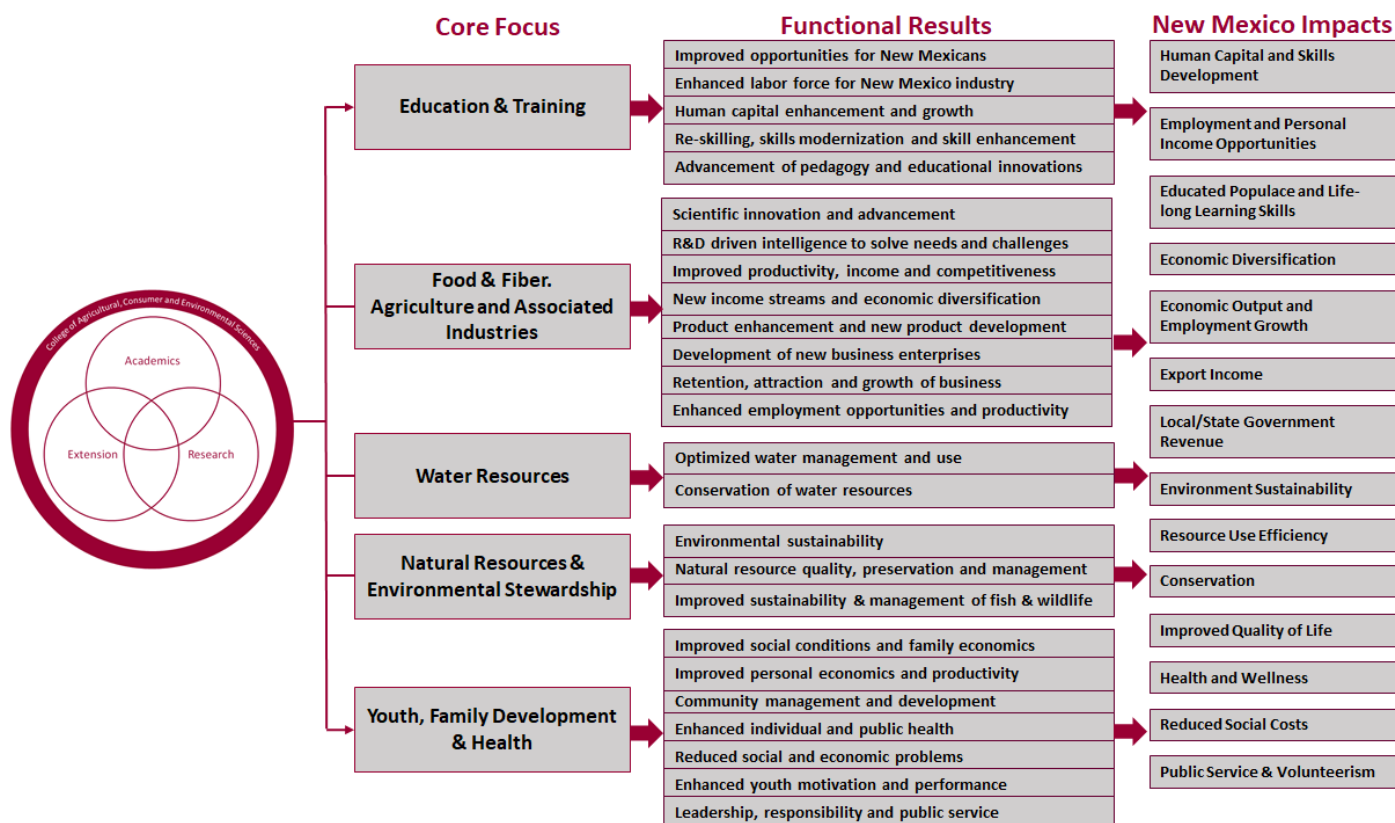 Core Focus
Functional Results
New Mexico Impacts
College of Agricultural, Consumer and Environmental Sciences
Academics
Extension
Research
Education & Training
Improved opportunities for New Mexicans
Enhanced labor force for New Mexico industry
Human capital enhancement and growth
Re-skilling, skills modernization and skill enhancement
Advancement of pedagogy and educational innovations
Food & Fiber.
Agriculture and Associated
Industries
Scientific innovation and advancement
R&D driven intelligence to solve needs and challenges
Improved productivity, income and competitiveness
New income streams and economic diversification
Product enhancement and new product development
Development of new business enterprises
Retention, attraction and growth of business
Enhanced employment opportunities and productivity
Water Resources
Optimized water management and use
Conservation of water resources
Natural Resources &
Environmental Stewardship
Environmental sustainability
Natural resource quality, preservation and management
Improved sustainability & management of fish & wildlife
Youth, Family Development
& Health
Improved social conditions and family economics
Improved personal economics and productivity
Community management and development
Enhanced individual and public health
Reduced social and economic problems
Enhanced youth motivation and performance
Leadership, responsibility and public service
Human Capital and Skills
Development
Employment and Personal
Income Opportunities
Educated Populace and Life-
long Learning Skills
Economic Diversification
Economic Output and
Employment Growth
Export Income
Local/State Government
Revenue
Environment Sustainability
Resource Use Efficiency
Conservation
Improved Quality of Life
Health and Wellness
Reduced Social Costs
Public Service & Volunteerism